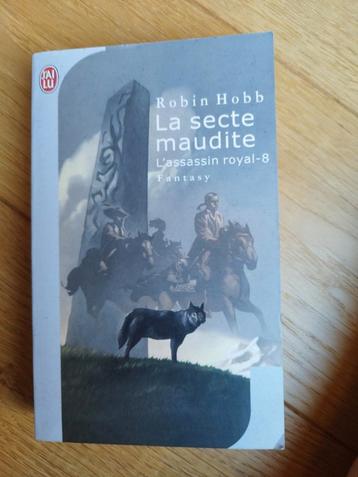 J'AI
LU
Robin Hobb
La secte
maudite
L'assassin royal-8
Fantasy